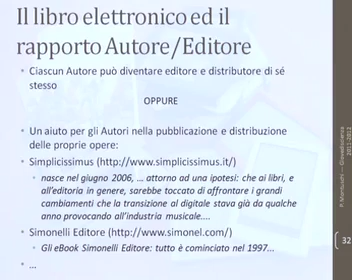 Il libro elettronico ed il
rapporto Autore/Editore
• Ciascun Autore può diventare editore e distributore di sé
stesso
OPPURE
• Un aiuto per gli Autori nella pubblicazione e distribuzione
delle proprie opere:
• Simplicissimus (http://www.simplicissimus.it/)
• nasce nel giugno 2006, ... attorno ad una ipotesi: che ai libri, e
all'editoria in genere, sarebbe toccato di affrontare i grandi
cambiamenti che la transizione al digitale stava già da qualche
anno provocando all'industria musicale....
• Simonelli Editore (http://www.simonel.com/)
• Gli eBook Simonelli Editore: tutto è cominciato nel 1997...
• ...
2011-2012
32